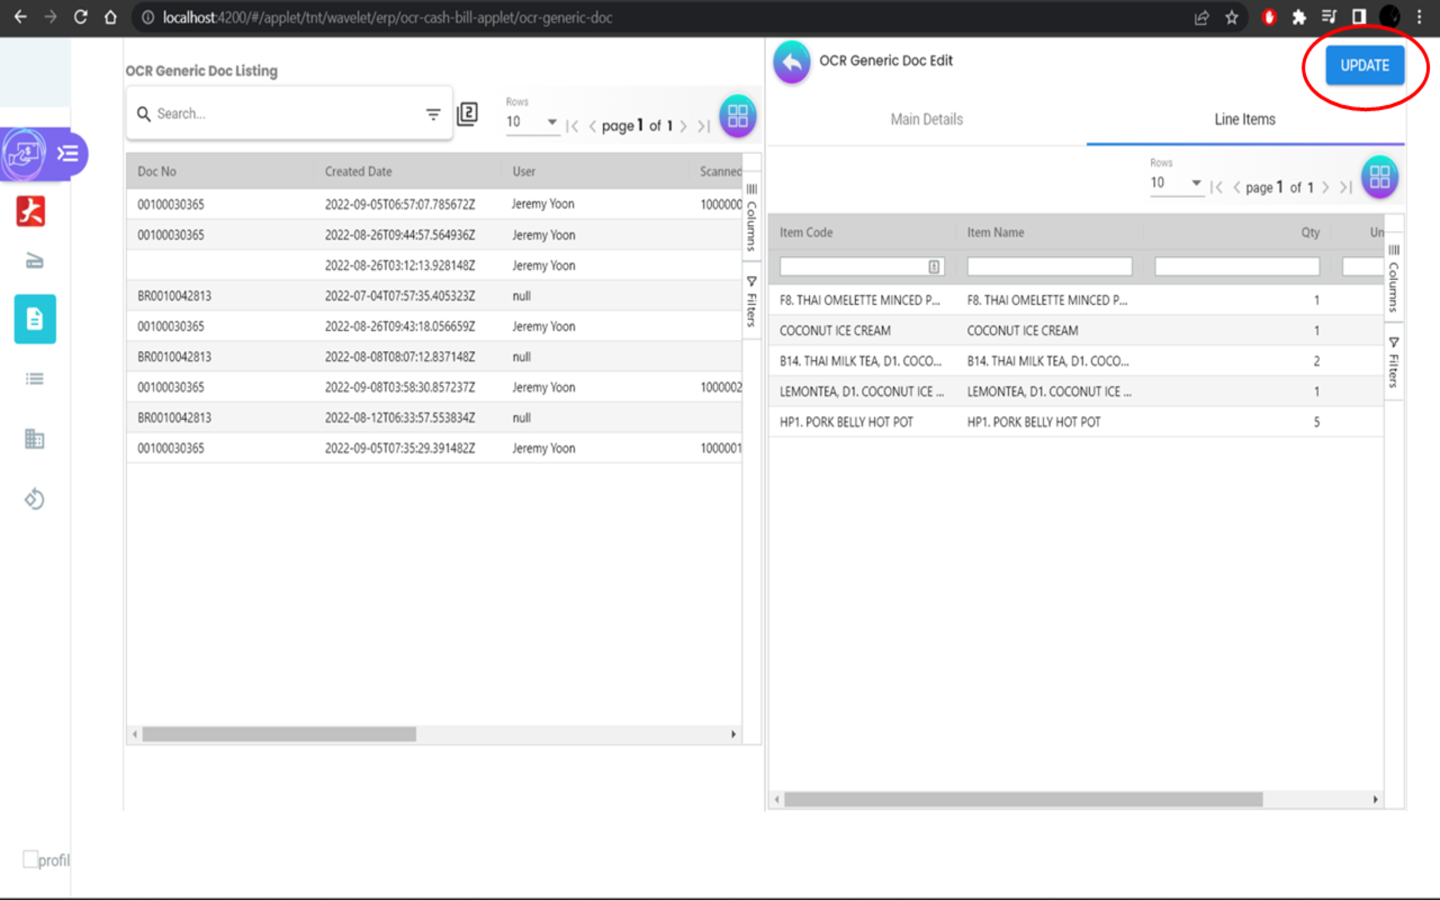 localhost:4200/#/applet/tnt/wavelet/erp/ocr-cash-bill-applet/ocr-generic-doc
OCR Generic Doc Listing
Search...
2
Rows
10
page 1 of 1
Doc No Created Date User Scanned
00100030365 2022-09-05T06:57:07.785672Z Jeremy Yoon 1000000
00100030365 2022-08-26T09:44:57.564936Z Jeremy Yoon
2022-08-26T03:12:13.928148Z Jeremy Yoon
BR0010042813 2022-07-04T07:57:35.405323Z null
00100030365 2022-08-26T09:43:18.056659Z Jeremy Yoon
BR0010042813 2022-08-08T08:07:12.837148Z null
00100030365 2022-09-08T03:58:30.857237Z Jeremy Yoon 1000002
BR0010042813 2022-08-12T06:33:57.553834Z null
00100030365 2022-09-05T07:35:29.391482Z Jeremy Yoon 1000001
Columns
Filters
OCR Generic Doc Edit
UPDATE
Main Details Line Items
Rows
10
page 1 of 1
Item Code Item Name Qty Un
F8. THAI OMELETTE MINCED P... F8. THAI OMELETTE MINCED P... 1
COCONUT ICE CREAM COCONUT ICE CREAM 1
B14. THAI MILK TEA, D1. COCO... B14. THAI MILK TEA, D1. COCO... 2
LEMONTEA, D1. COCONUT ICE ... LEMONTEA, D1. COCONUT ICE ... 1
HP1. PORK BELLY HOT POT HP1. PORK BELLY HOT POT 5
Columns
Filters
profil